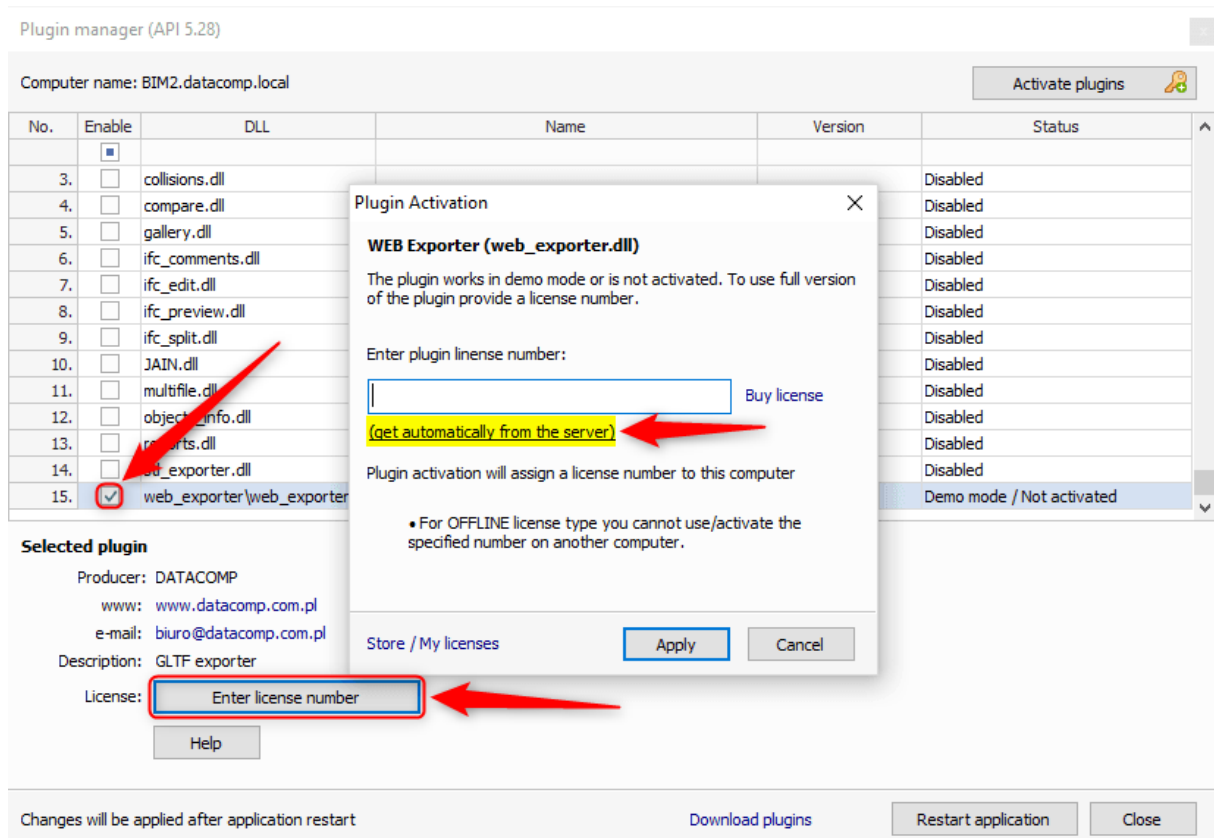 Plugin manager (API 5.28)
Computer name: BIM2.datacomp.local
Activate plugins
No. Enable DLL Name Version Status
3. collisions.dll Disabled
4. compare.dll Disabled
5. gallery.dll Disabled
6. ifc_comments.dll Disabled
7. ifc_edit.dll Disabled
8. ifc_preview.dll Disabled
9. ifc_split.dll Disabled
10. JAIN.dll Disabled
11. multifile.dll Disabled
12. Disabled
13. Disabled
14. Disabled
15. web_exporter\web_exporter Demo mode / Not activated
Plugin Activation
WEB Exporter (web_exporter.dll)
The plugin works in demo mode or is not activated. To use full version
of the plugin provide a license number.
Enter plugin linense number:
Buy license
(get automatically from the server)
Plugin activation will assign a license number to this computer
• For OFFLINE license type you cannot use/activate the
specified number on another computer.
Store / My licenses
Apply
Cancel
Selected plugin
Producer: DATACOMP
www: www.datacomp.com.pl
e-mail: biuro@datacomp.com.pl
Description: GLTF exporter
License: Enter license number
Help
Changes will be applied after application restart
Download plugins
Restart application
Close